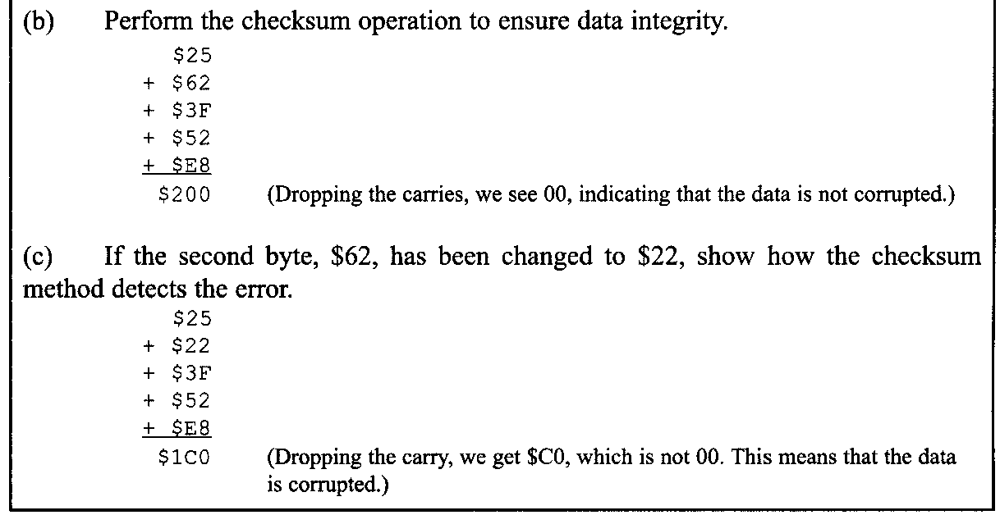 (b) Perform the checksum operation to ensure data integrity.
$25
+ $62
+ $3F
+ $52
+ $E8
$200 (Dropping the carries, we see 00, indicating that the data is not corrupted.)
(c) If the second byte, $62, has been changed to $22, show how the checksum
method detects the error.
$25
+ $22
+ $3F
+ $52
+ $E8
$1C0 (Dropping the carry, we get $C0, which is not 00. This means that the data
is corrupted.)